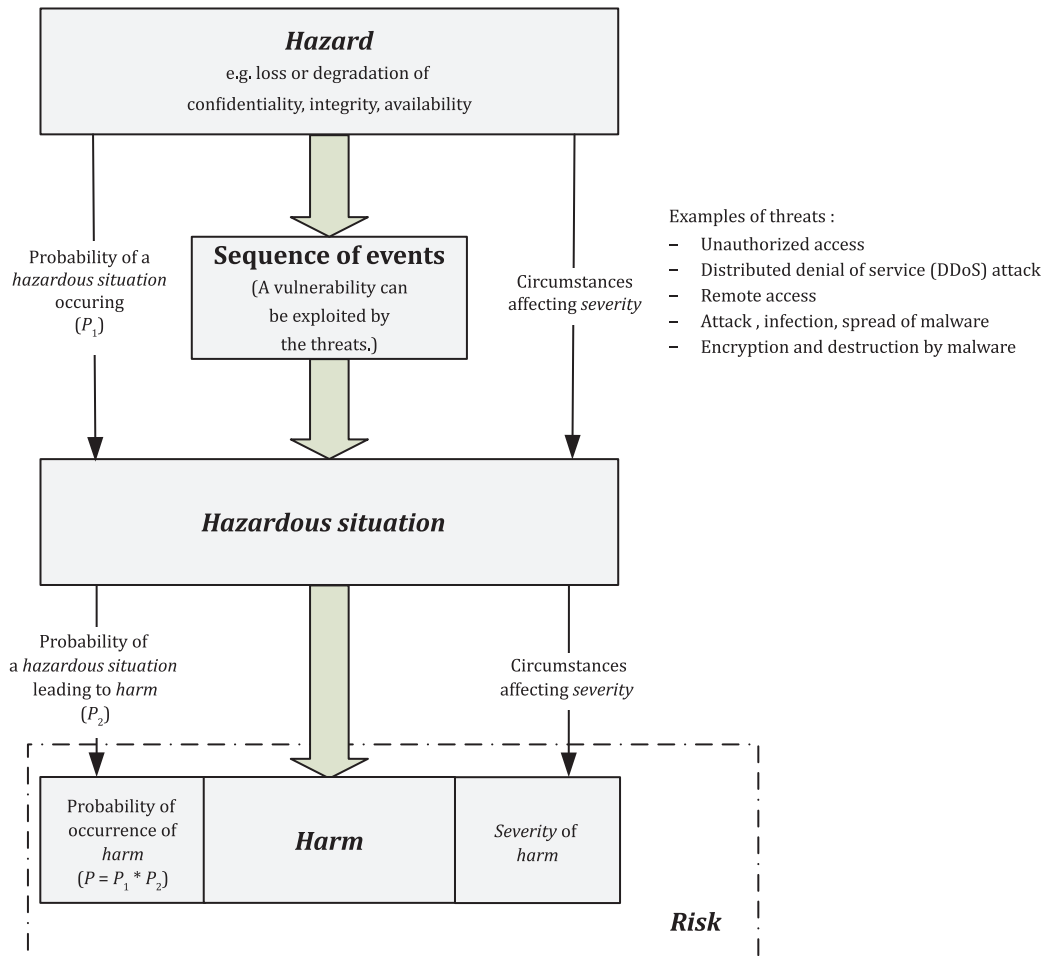 Hazard
e.g. loss or degradation of
confidentiality, integrity, availability
Probability of a
hazardous situation
occuring
(P₁)
Sequence of events
(A vulnerability can
be exploited by
the threats.)
Circumstances
affecting severity
Examples of threats :
– Unauthorized access
– Distributed denial of service (DDoS) attack
– Remote access
– Attack , infection, spread of malware
– Encryption and destruction by malware
Hazardous situation
Probability of
a hazardous situation
leading to harm
(P₂)
Circumstances
affecting severity
Probability of
occurrence of
harm
(P = P₁ * P₂)
Harm
Severity of
harm
Risk